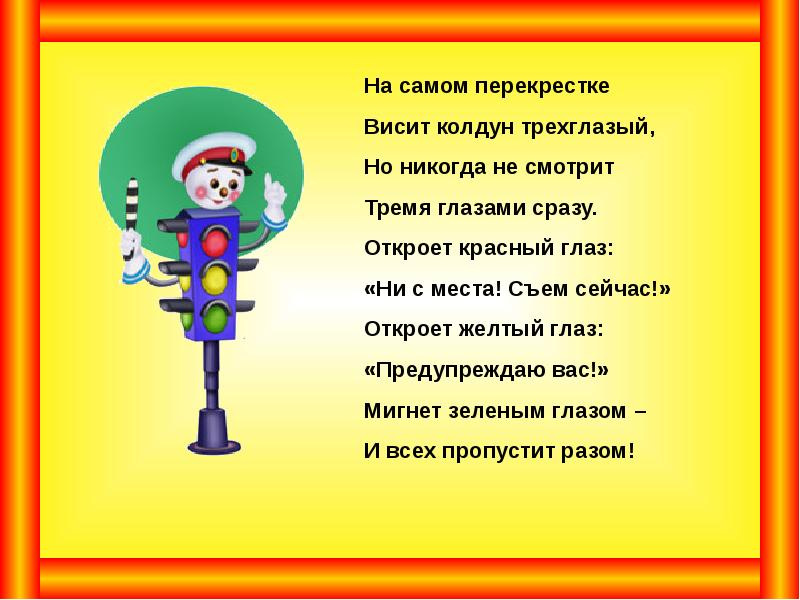 На самом перекрестке
Висит колдун трехглазый,
Но никогда не смотрит
Тремя глазами сразу.
Откроет красный глаз:
«Ни с места! Съем сейчас!»
Откроет желтый глаз:
«Предупреждаю вас!»
Мигнет зеленым глазом –
И всех пропустит разом!